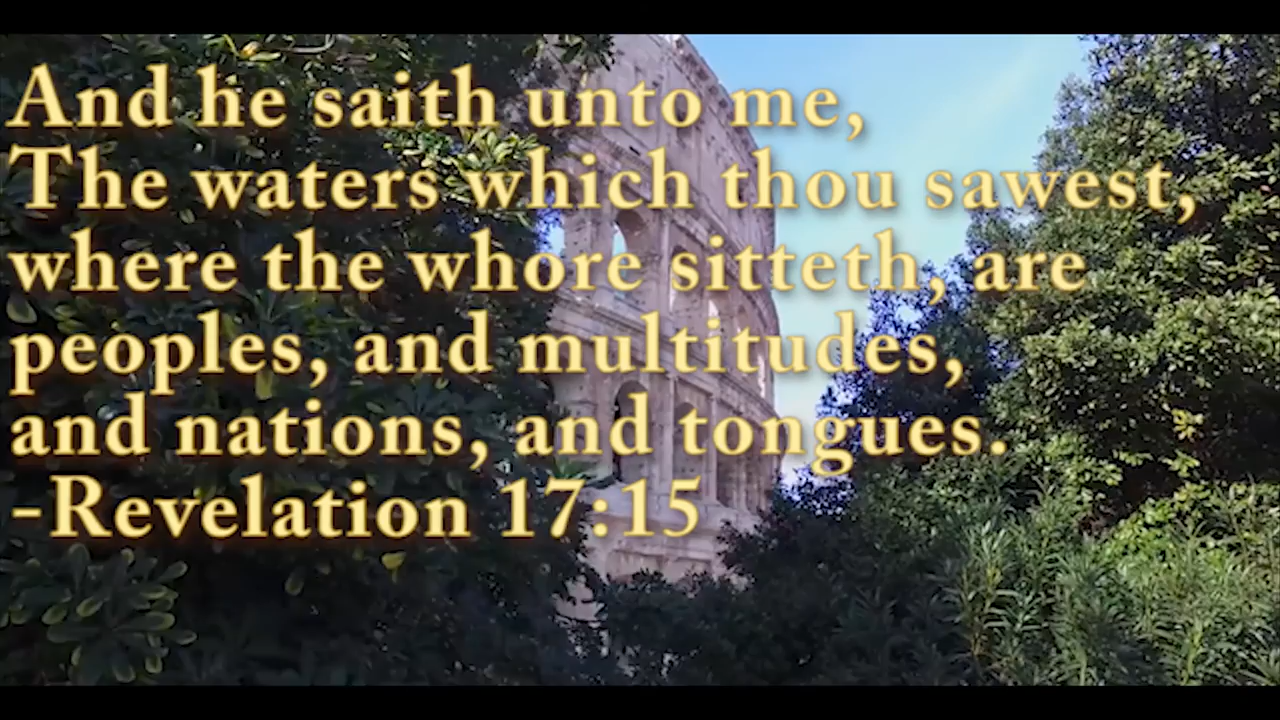 And he saith unto me,
The waters which thou sawest,
where the whore sitteth, are
peoples, and multitudes,
and nations, and tongues.
-Revelation 17:15